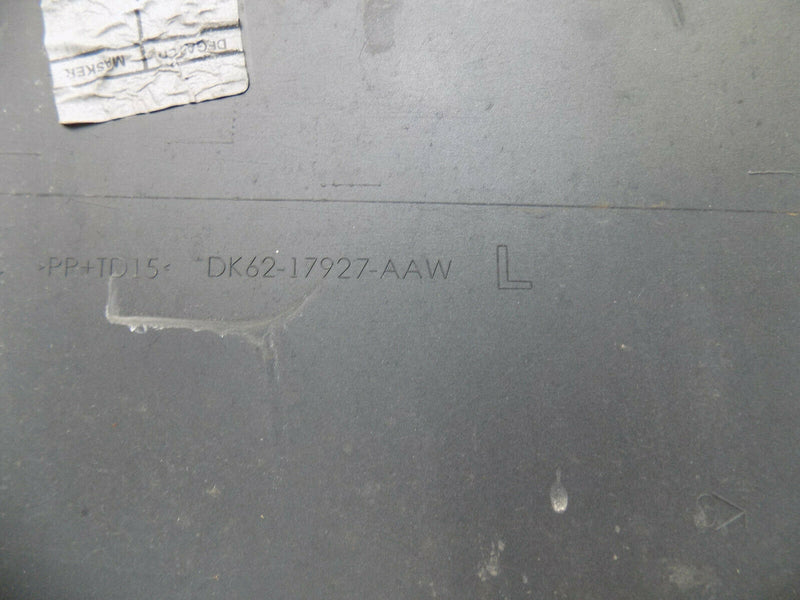 MASKER
>PP+TD15< DK62-17927-AAW L